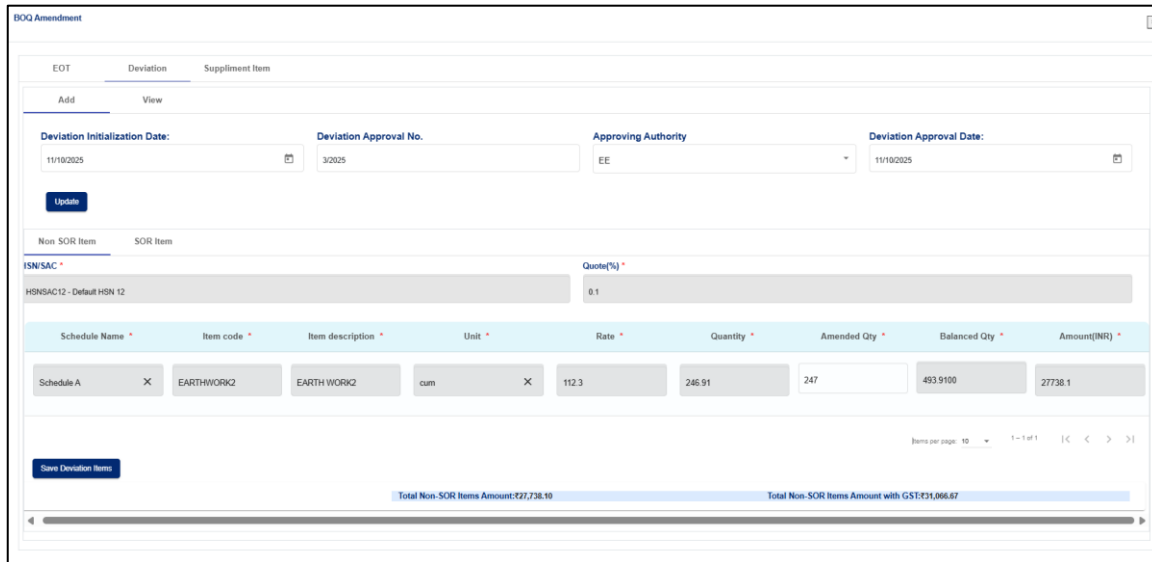 BOQ Amendment
EOT Deviation Suppliment Item
Add View
Deviation Initialization Date: Deviation Approval No. Approving Authority Deviation Approval Date:
11/10/2025 3/2025 EE 11/10/2025
Update
Non SOR Item SOR Item
HSN/SAC * Quote(%) *
HSNSAC12 - Default HSN 12 0.1
Schedule Name * Item code * Item description * Unit * Rate * Quantity * Amended Qty * Balanced Qty * Amount(INR) *
Schedule A × EARTHWORK2 EARTH WORK2 cum × 112.3 246.91 247 493.9100 27738.1
Items per page: 10 1 – 1 of 1
Save Deviation Items
Total Non-SOR Items Amount:₹27,738.10 Total Non-SOR Items Amount with GST:₹31,066.67